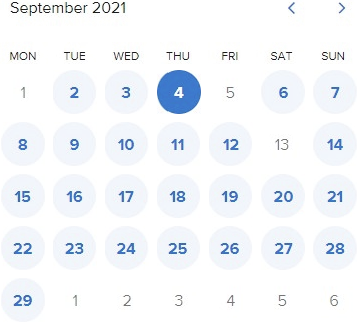 September 2021
MON TUE WED THU FRI SAT SUN
1 2 3 4 5 6 7
8 9 10 11 12 13 14
15 16 17 18 19 20 21
22 23 24 25 26 27 28
29 1 2 3 4 5 6